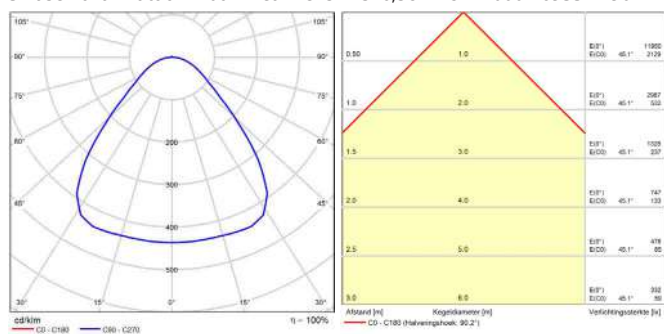 105° 105°
90° 90°
75° 75°
60° 60°
200
45° 300 45°
400
500
30° 15° 0° 15° 30°
cd/klm η = 100%
C0 - C180 C90 - C270
0.50 1.0 E(0°) 11950
E(C0) 45.1° 2129
1.0 2.0 E(0°) 2987
E(C0) 45.1° 532
1.5 3.0 E(0°) 1328
E(C0) 45.1° 237
2.0 4.0 E(0°) 747
E(C0) 45.1° 133
2.5 5.0 E(0°) 478
E(C0) 45.1° 85
3.0 6.0 E(0°) 332
E(C0) 45.1° 59
Afstand [m] Kegeldiameter [m] Verlichtingssterkte [lx]
C0 - C180 (Halveringshoek: 90.2°)